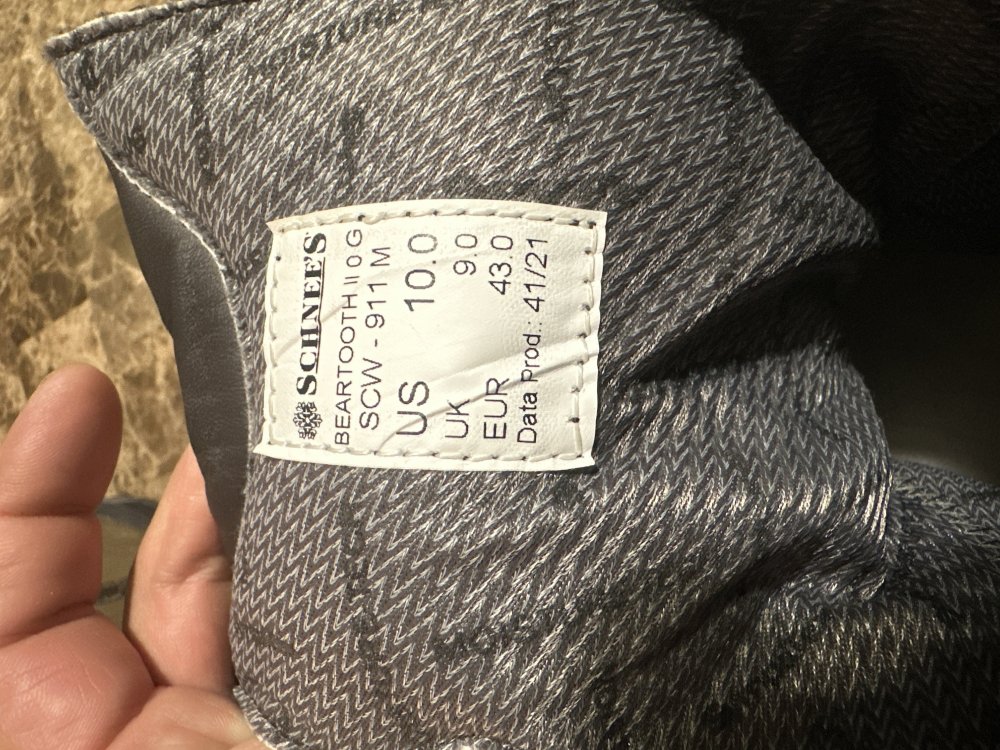 SCHNEE'S
BEARTOOTH II 0 G
SCW - 911 M
US 10.0
UK 9.0
EUR 43.0
Data Prod.: 41/21